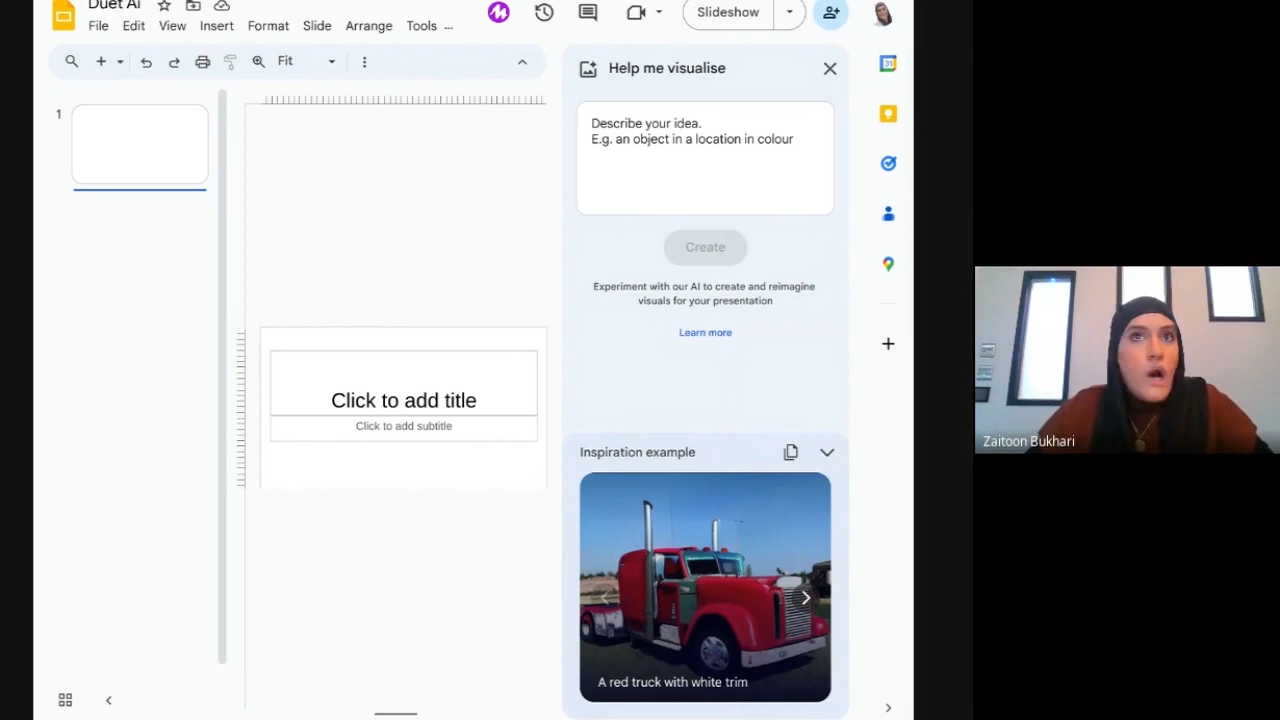 Duet AI
File Edit View Insert Format Slide Arrange Tools ...
Slideshow
Fit
1
Click to add title
Click to add subtitle
Help me visualise
Describe your idea.
E.g. an object in a location in colour
Create
Experiment with our AI to create and reimagine
visuals for your presentation
Learn more
Inspiration example
A red truck with white trim
31
Zaitoon Bukhari